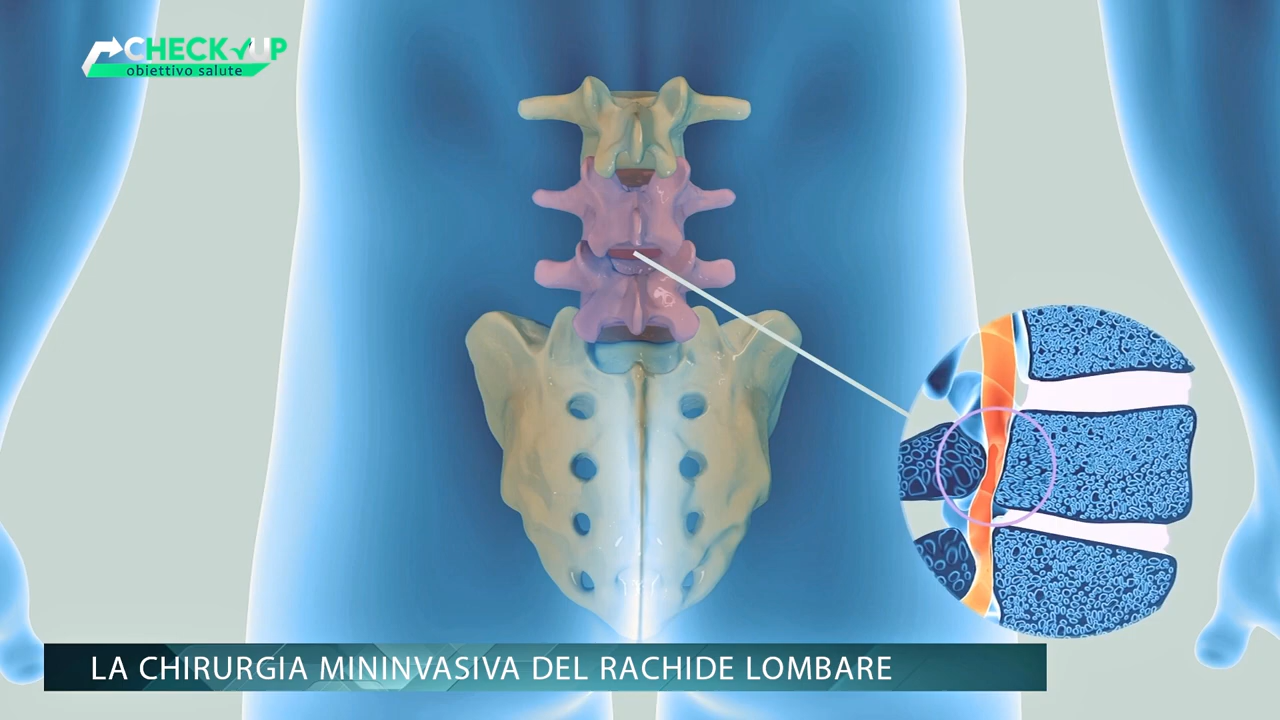 CHECK UP
obiettivo salute
LA CHIRURGIA MININVASIVA DEL RACHIDE LOMBARE